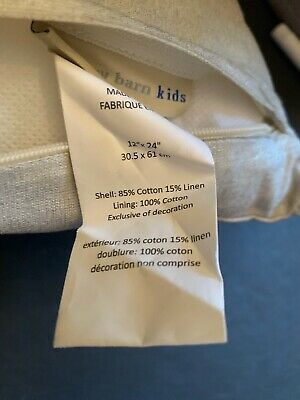 y barn kids
MAD
FABRIQUE
12"x 24"
30.5 x 61 cm
Shell: 85% Cotton 15% Linen
Lining: 100% Cotton
Exclusive of decoration
extérieur: 85% coton 15% linen
doublure: 100% coton
décoration non comprise